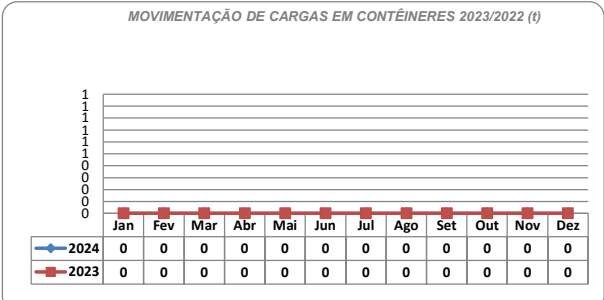 MOVIMENTAÇÃO DE CARGAS EM CONTÊINERES 2023/2022 (t)
1
1
1
1
1
1
0
0
0
0
0
Jan Fev Mar Abr Mai Jun Jul Ago Set Out Nov Dez
2024 0 0 0 0 0 0 0 0 0 0 0 0
2023 0 0 0 0 0 0 0 0 0 0 0 0